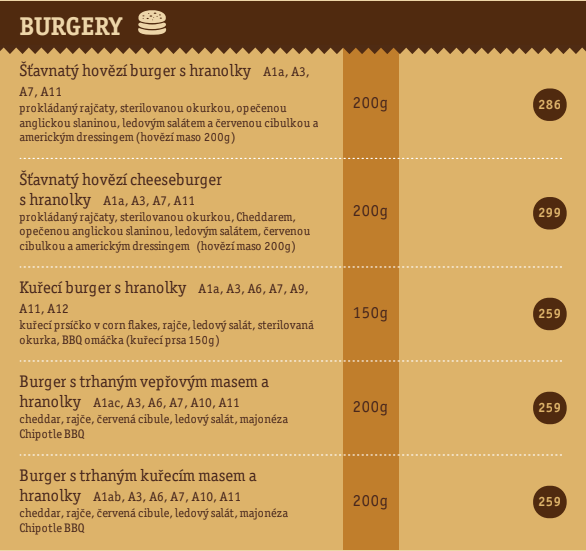 BURGERY
Šťavnatý hovězí burger s hranolky A1a, A3,
A7, A11
prokládaný rajčaty, sterilovanou okurkou, opečenou
anglickou slaninou, ledovým salátem a červenou cibulkou a
americkým dressingem (hovězí maso 200g)
200g
286
Šťavnatý hovězí cheeseburger
s hranolky A1a, A3, A7, A11
prokládaný rajčaty, sterilovanou okurkou, Cheddarem,
opečenou anglickou slaninou, ledovým salátem, červenou
cibulkou a americkým dressingem (hovězí maso 200g)
200g
299
Kuřecí burger s hranolky A1a, A3, A6, A7, A9,
A11, A12
kuřecí prsíčko v corn flakes, rajče, ledový salát, sterilovaná
okurka, BBQ omáčka (kuřecí prsa 150g)
150g
259
Burger s trhaným vepřovým masem a
hranolky A1ac, A3, A6, A7, A10, A11
cheddar, rajče, červená cibule, ledový salát, majonéza
Chipotle BBQ
200g
259
Burger s trhaným kuřecím masem a
hranolky A1ab, A3, A6, A7, A10, A11
cheddar, rajče, červená cibule, ledový salát, majonéza
Chipotle BBQ
200g
259